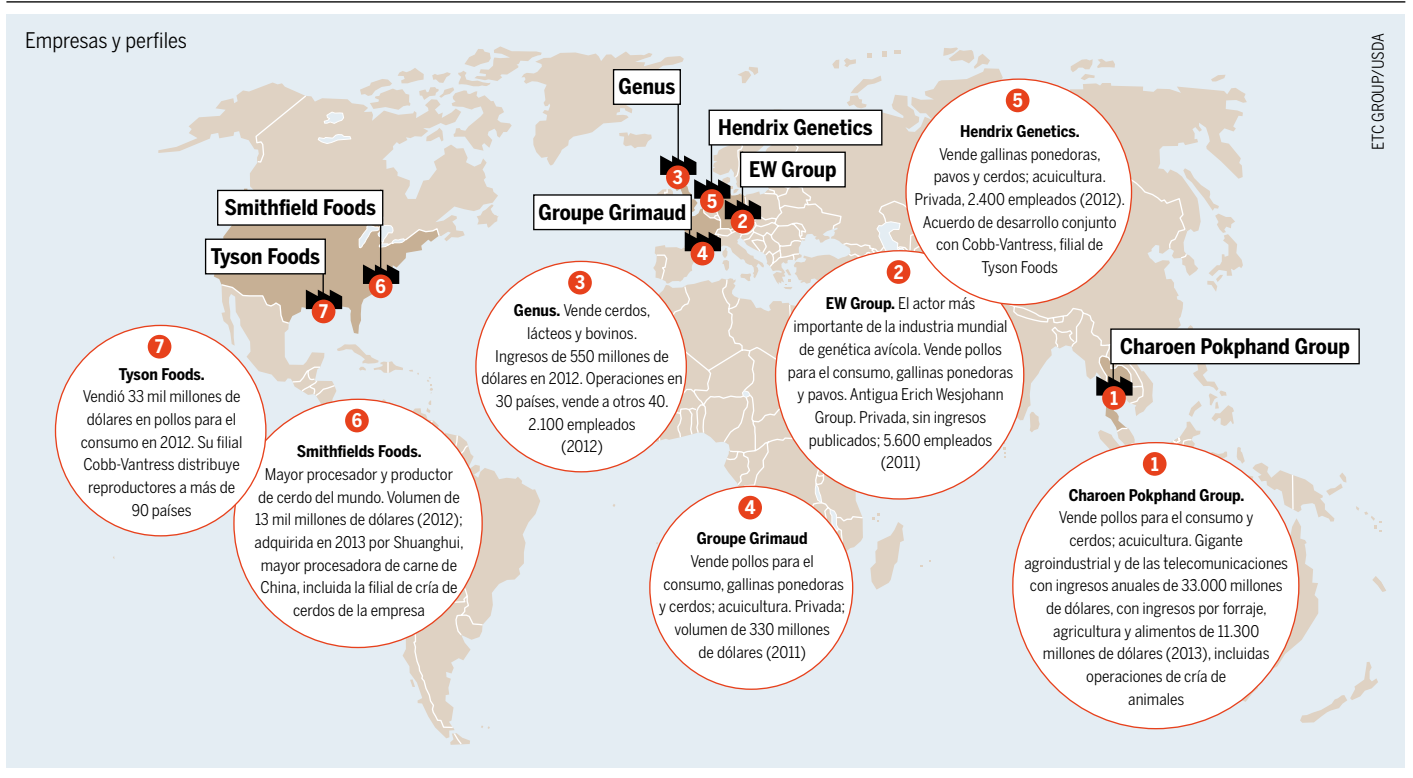 Empresas y perfiles
ETC GROUP/USDA
Genus
Hendrix Genetics
EW Group
Groupe Grimaud
Smithfield Foods
Tyson Foods
Charoen Pokphand Group
3
5
2
4
6
7
1
5
Hendrix Genetics.
Vende gallinas ponedoras,
pavos y cerdos; acuicultura.
Privada, 2.400 empleados (2012).
Acuerdo de desarrollo conjunto
con Cobb-Vantress, filial de
Tyson Foods
2
EW Group. El actor más
importante de la industria mundial
de genética avícola. Vende pollos
para el consumo, gallinas ponedoras
y pavos. Antigua Erich Wesjohann
Group. Privada, sin ingresos
publicados; 5.600 empleados
(2011)
3
Genus. Vende cerdos,
lácteos y bovinos.
Ingresos de 550 millones de
dólares en 2012. Operaciones en
30 países, vende a otros 40.
2.100 empleados
(2012)
7
Tyson Foods.
Vendió 33 mil millones de
dólares en pollos para el
consumo en 2012. Su filial
Cobb-Vantress distribuye
reproductores a más de
90 países
6
Smithfields Foods.
Mayor procesador y productor
de cerdo del mundo. Volumen de
13 mil millones de dólares (2012);
adquirida en 2013 por Shuanghui,
mayor procesadora de carne de
China, incluida la filial de cría de
cerdos de la empresa
4
Groupe Grimaud
Vende pollos para el
consumo, gallinas ponedoras
y cerdos; acuicultura. Privada;
volumen de 330 millones
de dólares (2011)
1
Charoen Pokphand Group.
Vende pollos para el consumo y
cerdos; acuicultura. Gigante
agroindustrial y de las telecomunicaciones
con ingresos anuales de 33.000 millones
de dólares, con ingresos por forraje,
agricultura y alimentos de 11.300
millones de dólares (2013), incluidas
operaciones de cría de
animales